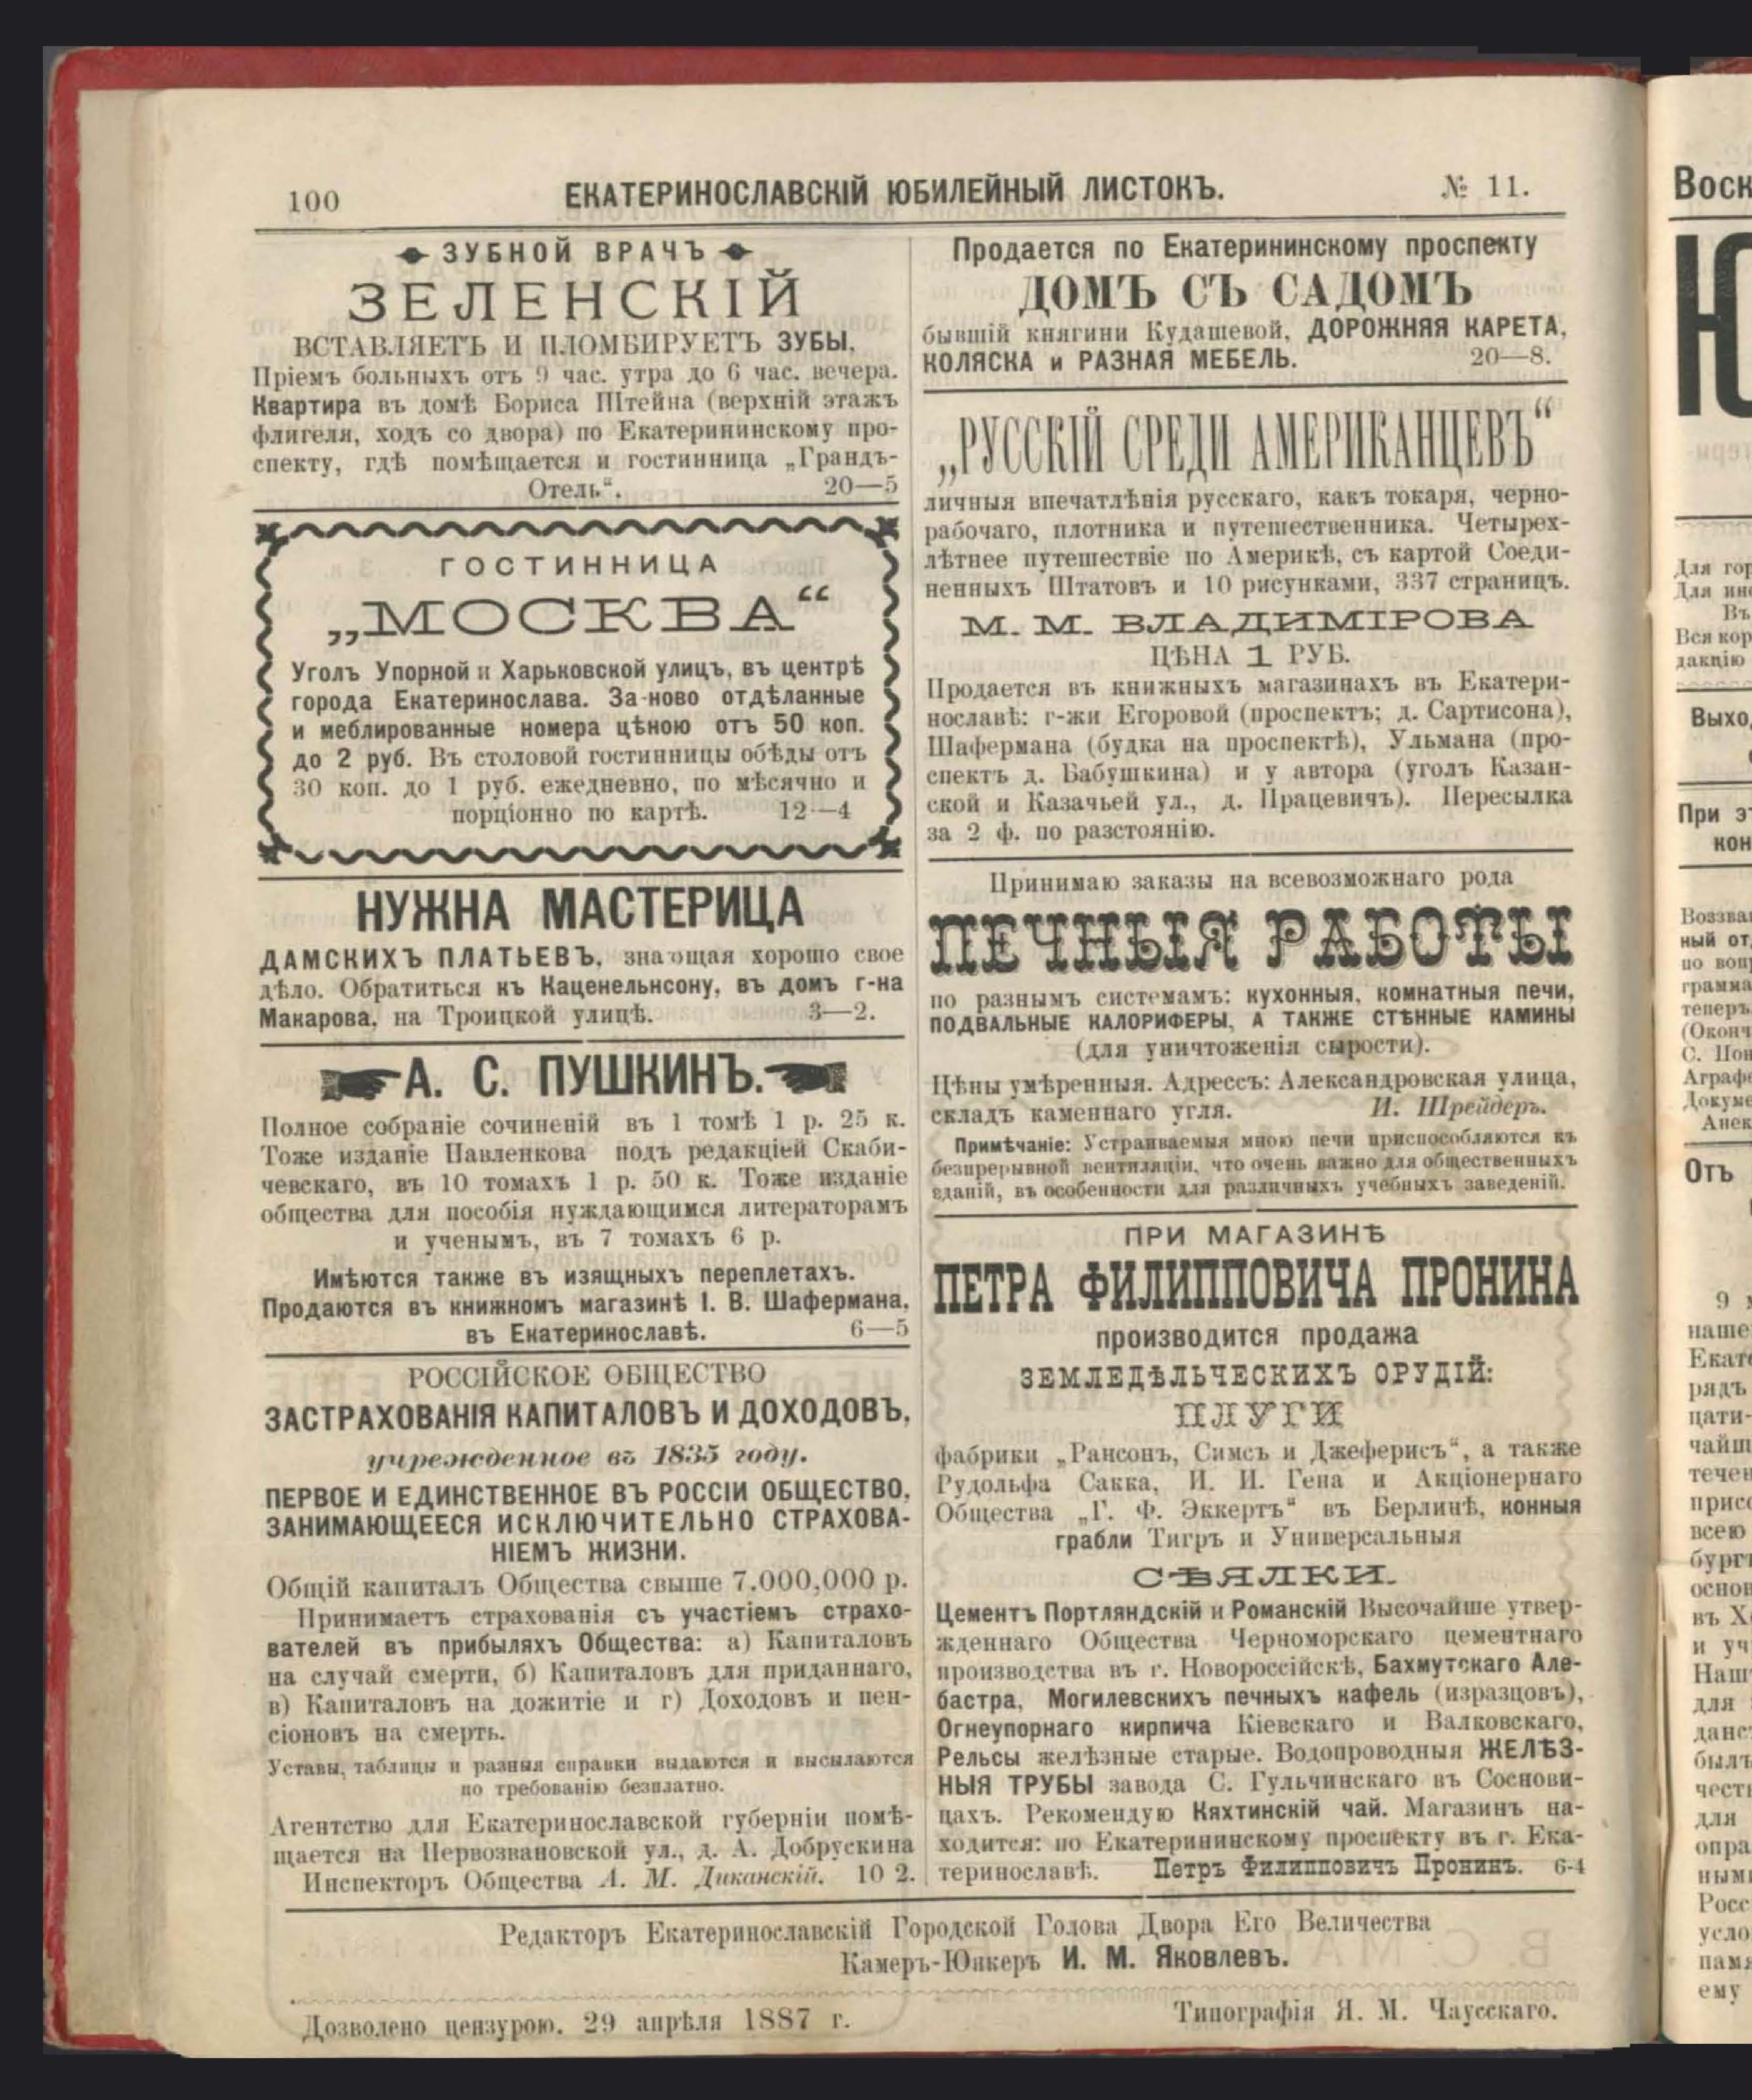 100
ЕКАТЕРИНОСЛАВСКІЙ ЮБИЛЕЙНЫЙ ЛИСТОКЪ.
№ 11.
ЗУБНОЙ ВРАЧЪ
ЗЕЛЕНСКІЙ
ВСТАВЛЯЕТЪ И ПЛОМБИРУЕТЪ ЗУБЫ.
Пріемъ больныхъ отъ 9 час. утра до 6 час. вечера.
Квартира въ домѣ Бориса Штейна (верхній этажъ
флигеля, ходъ со двора) по Екатерининскому про-
спекту, гдѣ помѣщается и гостинница „Грандъ-
Отель“. 20—5
ГОСТИННИЦА
„МОСКВА“
Уголъ Упорной и Харьковской улицъ, въ центрѣ
города Екатеринослава. За-ново отдѣланные
и меблированные номера цѣною отъ 50 коп.
до 2 руб. Въ столовой гостинницы обѣды отъ
30 коп. до 1 руб. ежедневно, по мѣсячно и
порціонно по картѣ. 12—4
НУЖНА МАСТЕРИЦА
ДАМСКИХЪ ПЛАТЬЕВЪ, знающая хорошо свое
дѣло. Обратиться къ Каценельнсону, въ домъ г-на
Макарова, на Троицкой улицѣ. 3—2.
А. С. ПУШКИНЪ.
Полное собраніе сочиненій въ 1 томѣ 1 р. 25 к.
Тоже изданіе Павленкова подъ редакціей Скаби-
чевскаго, въ 10 томахъ 1 р. 50 к. Тоже изданіе
общества для пособія нуждающимся литераторамъ
и ученымъ, въ 7 томахъ 6 р.
Имѣются также въ изящныхъ переплетахъ.
Продаются въ книжномъ магазинѣ І. В. Шафермана,
въ Екатеринославѣ. 6—5
РОССІЙСКОЕ ОБЩЕСТВО
ЗАСТРАХОВАНІЯ КАПИТАЛОВЪ И ДОХОДОВЪ,
учрежденное въ 1835 году.
ПЕРВОЕ И ЕДИНСТВЕННОЕ ВЪ РОССІИ ОБЩЕСТВО,
ЗАНИМАЮЩЕЕСЯ ИСКЛЮЧИТЕЛЬНО СТРАХОВА-
НІЕМЪ ЖИЗНИ.
Общій капиталъ Общества свыше 7.000,000 р.
Принимаетъ страхованія съ участіемъ страхо-
вателей въ прибыляхъ Общества: а) Капиталовъ
на случай смерти, б) Капиталовъ для приданнаго,
в) Капиталовъ на дожитіе и г) Доходовъ и пен-
сіоновъ на смерть.
Уставы, таблицы и разныя справки выдаются и высылаются
по требованію безплатно.
Агентство для Екатеринославской губерніи помѣ-
щается на Первозвановской ул., д. А. Добрускина
Инспекторъ Общества А. М. Диканскій. 10 2.
Продается по Екатерининскому проспекту
ДОМЪ СЪ САДОМЪ
бывшій княгини Кудашевой, ДОРОЖНЯЯ КАРЕТА,
КОЛЯСКА и РАЗНАЯ МЕБЕЛЬ. 20—8.
„РУССКІЙ СРЕДИ АМЕРИКАНЦЕВЪ“
личныя впечатлѣнія русскаго, какъ токаря, черно-
рабочаго, плотника и путешественника. Четырех-
лѣтнее путешествіе по Америкѣ, съ картой Соеди-
ненныхъ Штатовъ и 10 рисунками, 337 страницъ.
М. М. ВЛАДИМІРОВА
ЦѢНА 1 РУБ.
Продается въ книжныхъ магазинахъ въ Екатери-
нославѣ: г-жи Егоровой (проспектъ; д. Сартисона),
Шафермана (будка на проспектѣ), Ульмана (про-
спектъ д. Бабушкина) и у автора (уголъ Казан-
ской и Казачьей ул., д. Працевичъ). Пересылка
за 2 ф. по разстоянію.
Принимаю заказы на всевозможнаго рода
ПЕЧНЫЯ РАБОТЫ
по разнымъ системамъ: кухонныя, комнатныя печи,
ПОДВАЛЬНЫЕ КАЛОРИФЕРЫ, А ТАКЖЕ СТѢННЫЕ КАМИНЫ
(для уничтоженія сырости).
Цѣны умѣренныя. Адрессъ: Александровская улица,
складъ каменнаго угля. И. Шрейдеръ.
Примѣчаніе: Устраиваемыя мною печи приспособляются къ
безпрерывной вентиляціи, что очень важно для общественныхъ
зданій, въ особенности для различныхъ учебныхъ заведеній.
ПРИ МАГАЗИНѢ
ПЕТРА ФИЛИППОВИЧА ПРОНИНА
производится продажа
ЗЕМЛЕДѢЛЬЧЕСКИХЪ ОРУДІЙ:
ПЛУГИ
фабрики „Рансонъ, Симсъ и Джеферисъ“, а также
Рудольфа Сакка, И. И. Гена и Акціонернаго
Общества „Г. Ф. Эккертъ“ въ Берлинѣ, конныя
грабли Тигръ и Универсальныя
СѢЯЛКИ.
Цементъ Портляндскій и Романскій Высочайше утвер-
жденнаго Общества Черноморскаго цементнаго
производства въ г. Новороссійскѣ, Бахмутскаго Але-
бастра, Могилевскихъ печныхъ кафель (изразцовъ),
Огнеупорнаго кирпича Кіевскаго и Валковскаго,
Рельсы желѣзные старые. Водопроводныя ЖЕЛѢЗ-
НЫЯ ТРУБЫ завода С. Гульчинскаго въ Соснови-
цахъ. Рекомендую Кяхтинскій чай. Магазинъ на-
ходится: по Екатерининскому проспекту въ г. Ека-
теринославѣ. Петръ Филипповичъ Пронинъ. 6-4
Редакторъ Екатеринославскій Городской Голова Двора Его Величества
Камеръ-Юнкеръ И. М. Яковлевъ.
Дозволено цензурою. 29 апрѣля 1887 г.
Типографія Я. М. Чаусскаго.